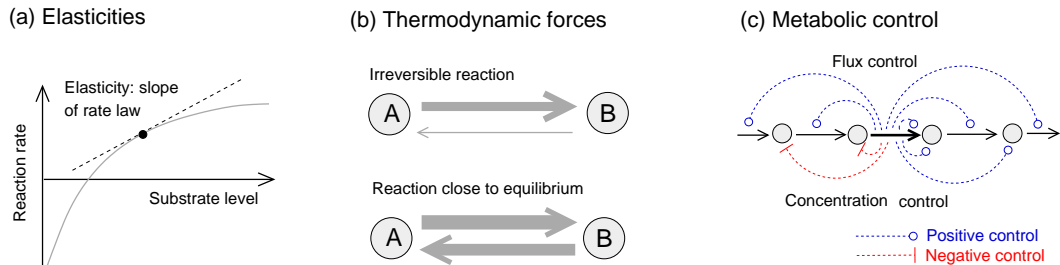 (a) Elasticities
Elasticity: slope
of rate law
Reaction rate
Substrate level
(b) Thermodynamic forces
Irreversible reaction
A
B
Reaction close to equilibrium
A
B
(c) Metabolic control
Flux control
Concentration control
Positive control
Negative control